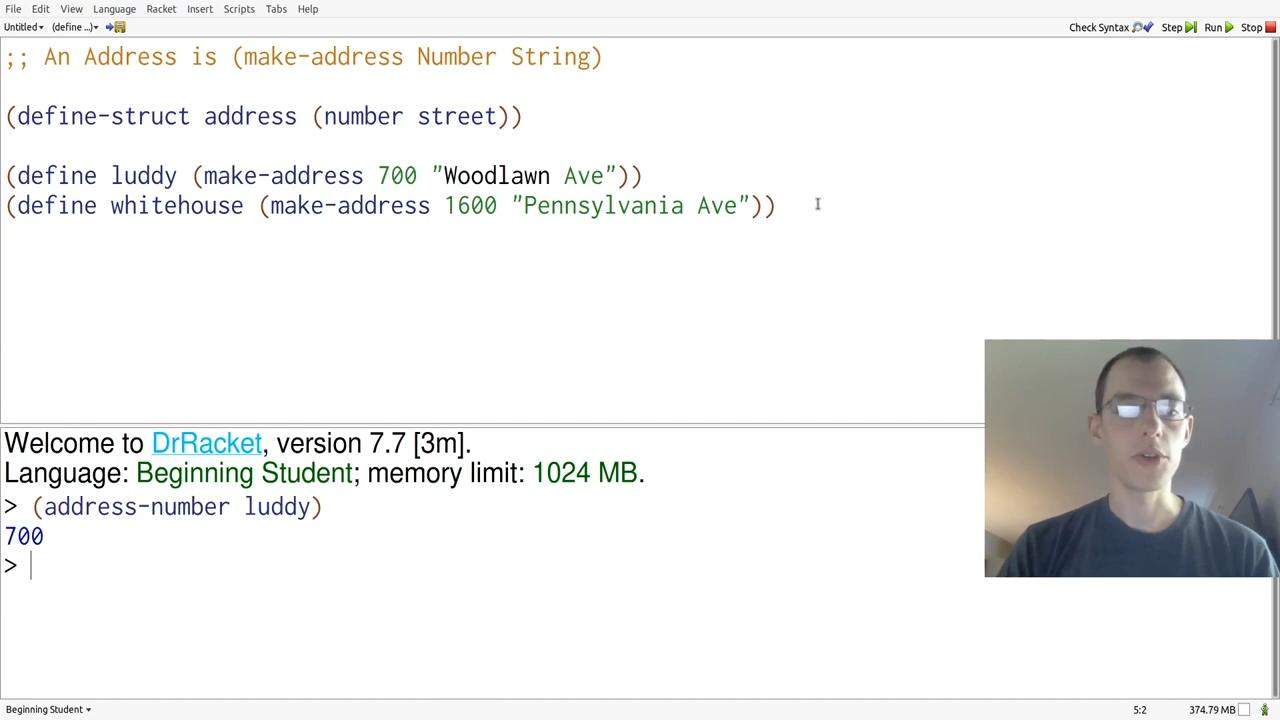 File Edit View Language Racket Insert Scripts Tabs Help
Untitled (define ...) Check Syntax Step Run Stop
;; An Address is (make-address Number String)
(define-struct address (number street))
(define luddy (make-address 700 "Woodlawn Ave"))
(define whitehouse (make-address 1600 "Pennsylvania Ave"))
Welcome to DrRacket, version 7.7 [3m].
Language: Beginning Student; memory limit: 1024 MB.
> (address-number luddy)
700
>
Beginning Student 5:2 374.79 MB